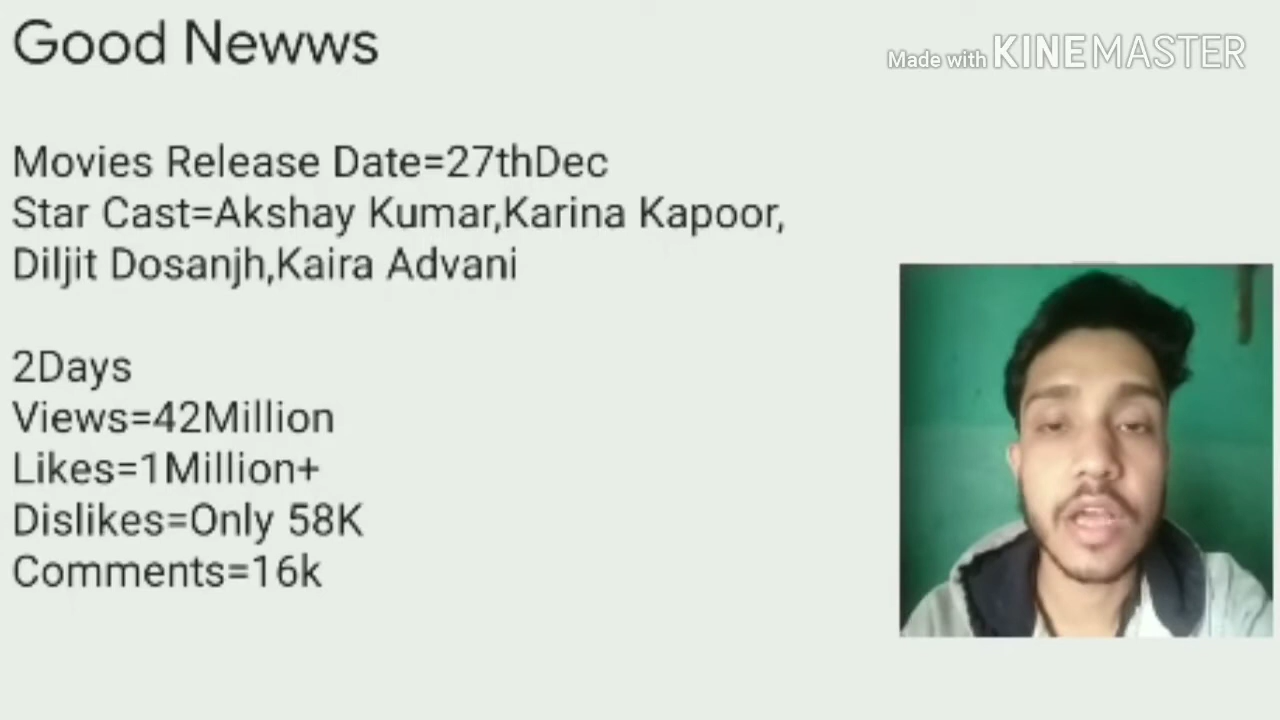 Good Newws
Made with KINEMASTER
Movies Release Date=27thDec
Star Cast=Akshay Kumar,Karina Kapoor,
Diljit Dosanjh,Kaira Advani
2Days
Views=42Million
Likes=1Million+
Dislikes=Only 58K
Comments=16k